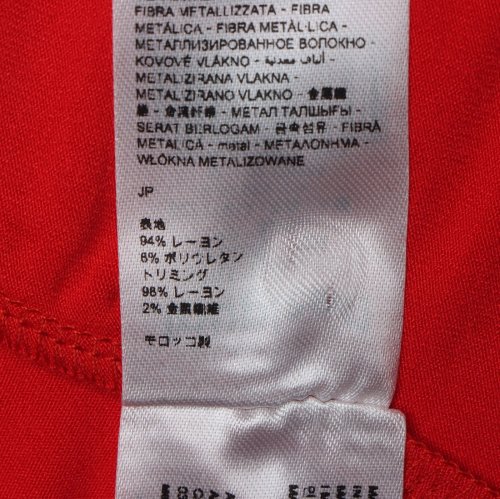 FIBRA METALLIZZATA - FIBRA
METÁLICA - FIBRA METÀL·LICA -
МЕТАЛЛИЗИРОВАННОЕ ВОЛОКНО -
KOVOVÉ VLÁKNO - ألياف معدنية -
METALIZIRANA VLAKNA -
METALIZIRANO VLAKNO - 金属纤
维 - 金屬纖維 - МЕТАЛ ТАЛШЫҒЫ -
SERAT BERLOGAM - 금속섬유 - FIBRĂ
METALICĂ - metal - ΜΕΤΑΛΟΝΗΜΑ -
WŁÓKNA METALIZOWANE
JP
表地
94% レーヨン
6% ポリウレタン
トリミング
98% レーヨン
2% 金属繊維
モロッコ製